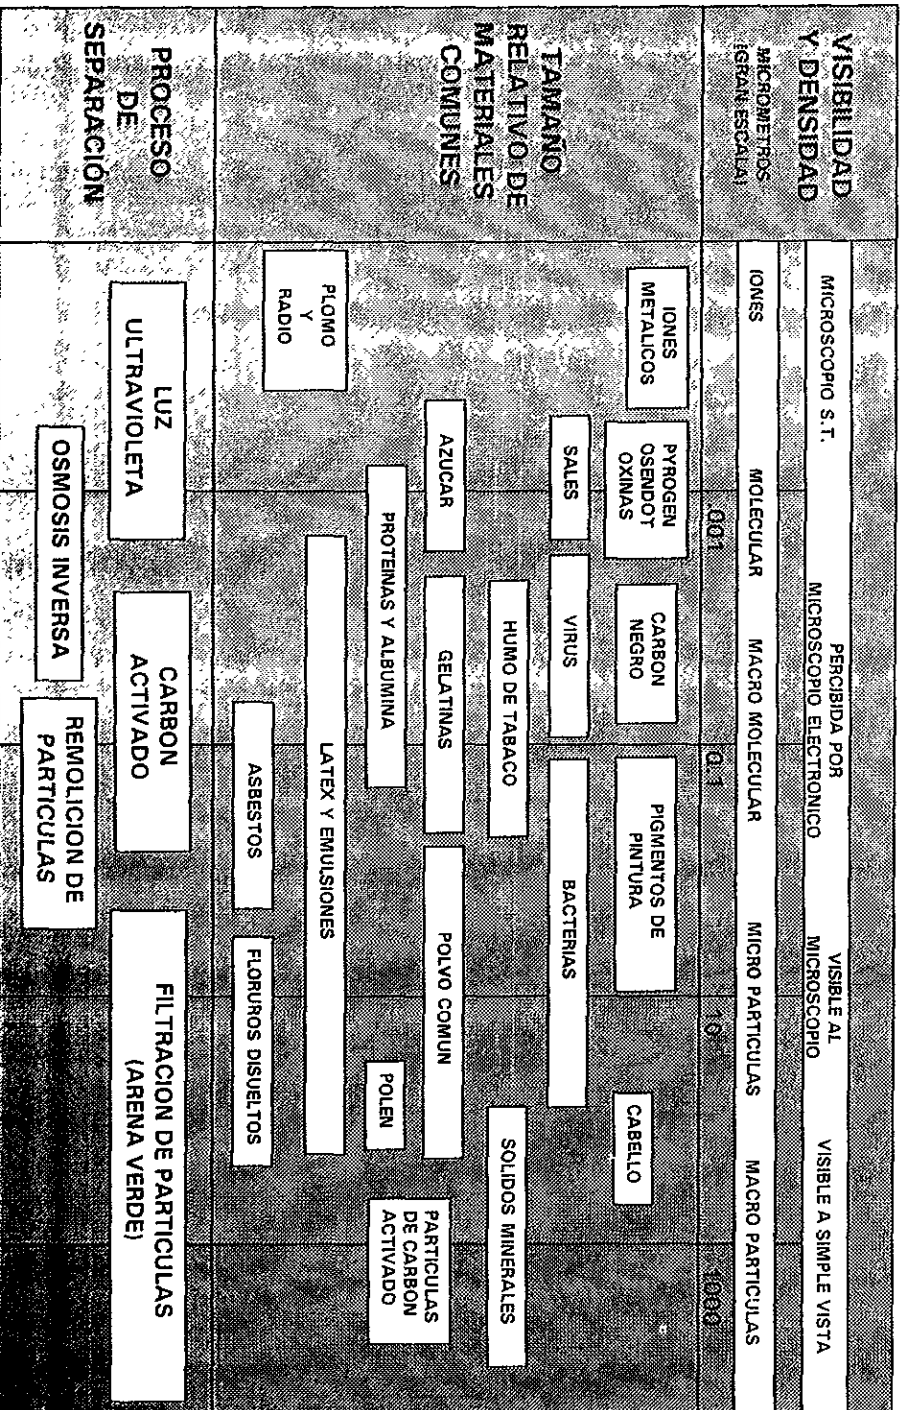 VISIBILIDAD
Y DENSIDAD
MICROMETROS
(GRAN ESCALA)
MICROSCOPIO S.T.
PERCIBIDA POR
MICROSCOPIO ELECTRONICO
VISIBLE AL
MICROSCOPIO
VISIBLE A SIMPLE VISTA
IONES
MOLECULAR
MACRO MOLECULAR
MICRO PARTICULAS
MACRO PARTICULAS
.001
0.1
10
1000
TAMAÑO
RELATIVO DE
MATERIALES
COMUNES
IONES
METALICOS
PYROGEN
OSENDOT
OXINAS
CARBON
NEGRO
PIGMENTOS DE
PINTURA
CABELLO
SALES
VIRUS
BACTERIAS
HUMO DE TABACO
SOLIDOS MINERALES
AZUCAR
GELATINAS
POLVO COMUN
PROTEINAS Y ALBUMINA
POLEN
PARTICULAS
DE CARBON
ACTIVADO
PLOMO
Y
RADIO
LATEX Y EMULSIONES
ASBESTOS
FLORUROS DISUELTOS
PROCESO
DE
SEPARACIÓN
LUZ
ULTRAVIOLETA
CARBON
ACTIVADO
FILTRACION DE PARTICULAS
(ARENA VERDE)
OSMOSIS INVERSA
REMOLICION DE
PARTICULAS